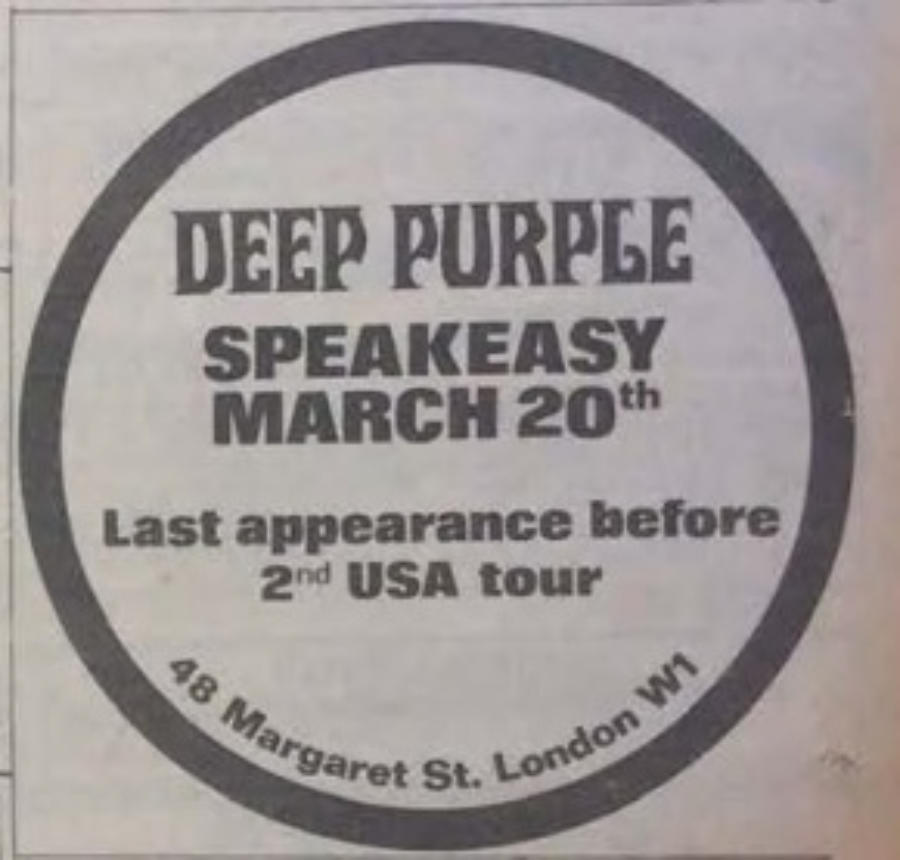 DEEP PURPLE
SPEAKEASY
MARCH 20th
Last appearance before
2nd USA tour
48 Margaret St. London W1